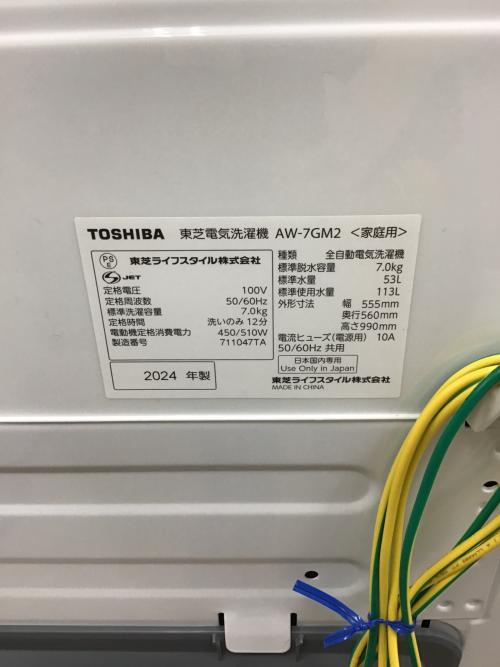 TOSHIBA 東芝電気洗濯機 AW-7GM2 <家庭用>
PS E 東芝ライフスタイル株式会社
JET
定格電圧 100V
定格周波数 50/60Hz
標準洗濯容量 7.0kg
定格時間 洗いのみ 12分
電動機定格消費電力 450/510W
製造番号 711047TA
2024 年製
種類 全自動電気洗濯機
標準脱水容量 7.0kg
標準水量 53L
標準使用水量 113L
外形寸法 幅 555mm
奥行560mm
高さ990mm
電流ヒューズ(電源用) 10A
50/60Hz 共用
日本国内専用
Use Only in Japan
東芝ライフスタイル株式会社
MADE IN CHINA